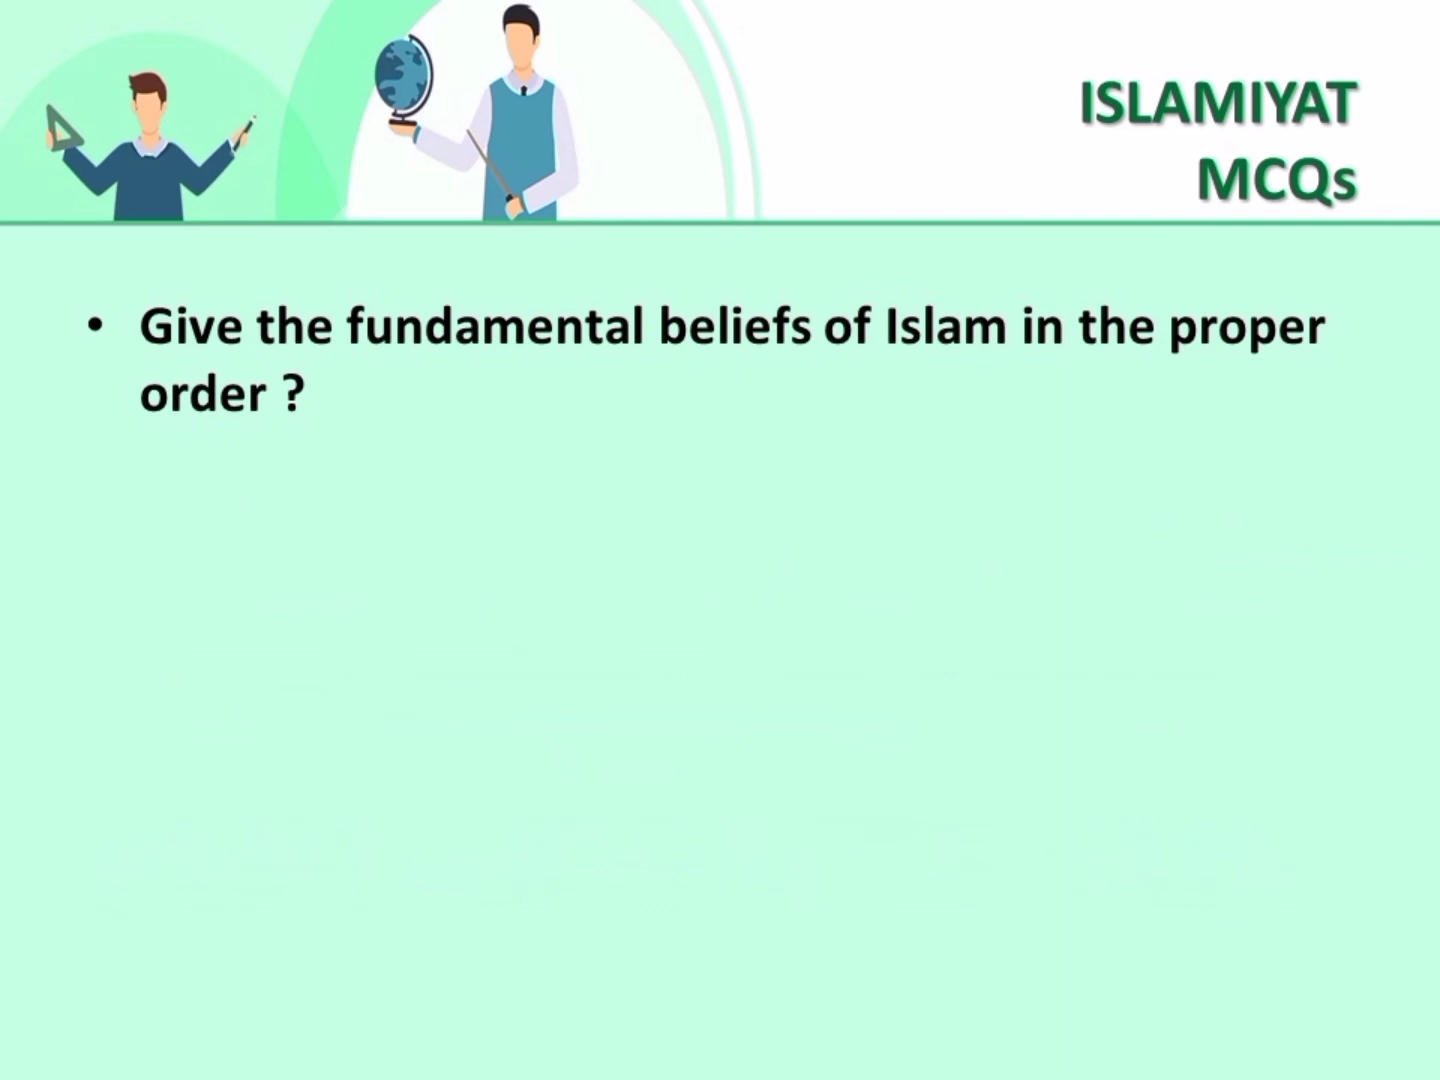 ISLAMIYAT
MCQs
• Give the fundamental beliefs of Islam in the proper
order ?